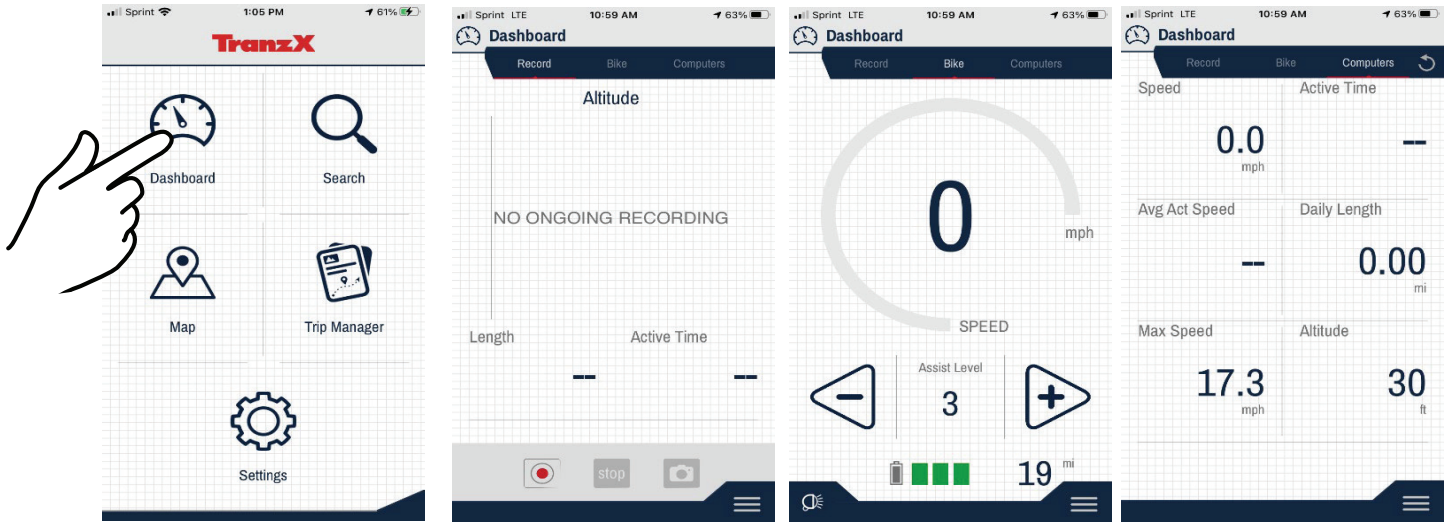 Sprint 1:05 PM 61%
TranzX
Dashboard
Search
Map
Trip Manager
Settings
Sprint LTE 10:59 AM 63%
Dashboard
Record Bike Computers
Altitude
NO ONGOING RECORDING
Length Active Time
-- --
stop
Sprint LTE 10:59 AM 63%
Dashboard
Record Bike Computers
0
mph
SPEED
Assist Level
- 3 +
19 mi
Sprint LTE 10:59 AM 63%
Dashboard
Record Bike Computers
Speed Active Time
0.0 --
mph
Avg Act Speed Daily Length
-- 0.00
mi
Max Speed Altitude
17.3 30
mph ft